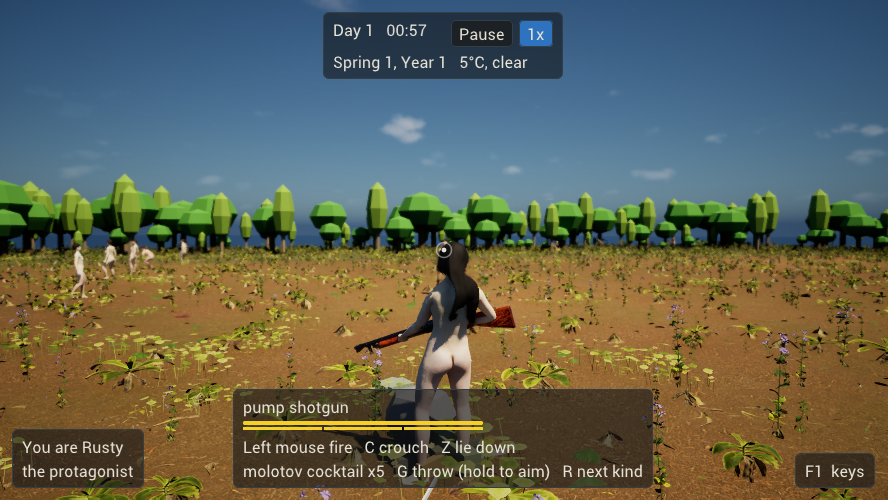 Day 1 00:57 Pause 1x
Spring 1, Year 1 5°C, clear
pump shotgun
Left mouse fire C crouch Z lie down
molotov cocktail x5 G throw (hold to aim) R next kind
You are Rusty
the protagonist
F1 keys